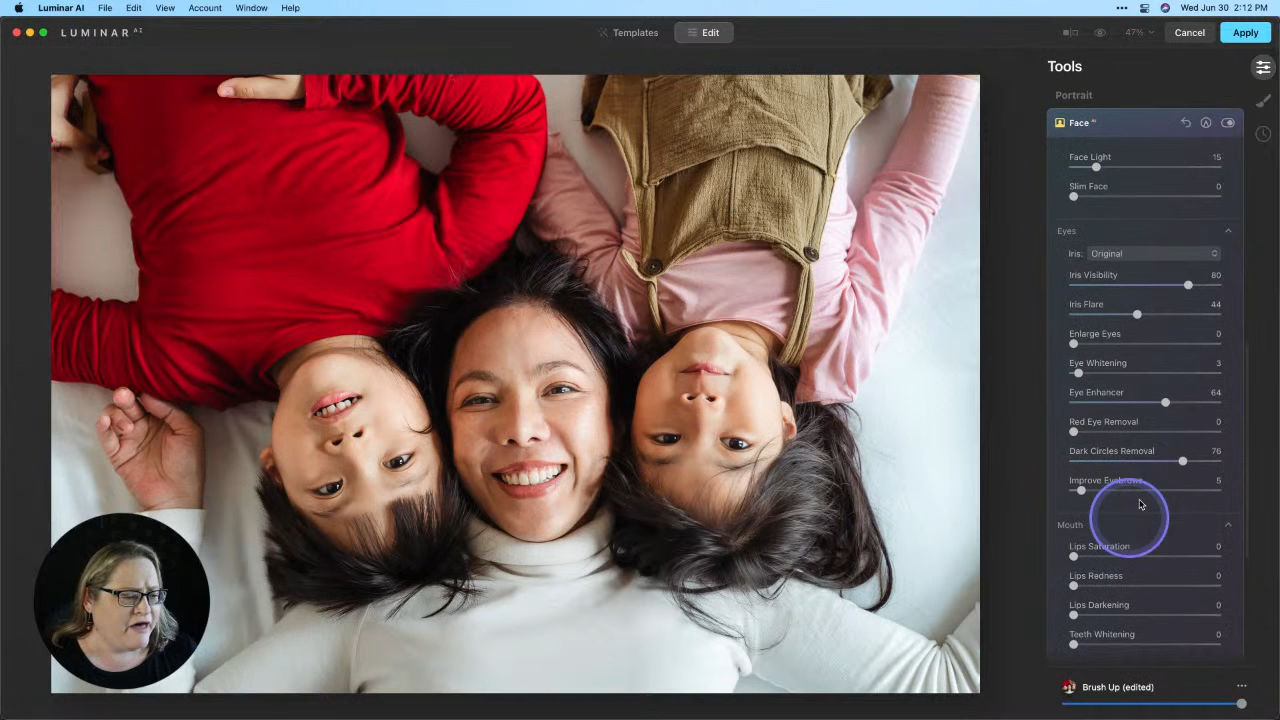 Luminar AI File Edit View Account Window Help Wed Jun 30 2:12 PM
LUMINAR AI Templates Edit 47% Cancel Apply
Tools
Portrait
Face AI
Face Light 15
Slim Face 0
Eyes
Iris: Original
Iris Visibility 80
Iris Flare 44
Enlarge Eyes 0
Eye Whitening 3
Eye Enhancer 64
Red Eye Removal 0
Dark Circles Removal 76
Improve Eyebrows 5
Mouth
Lips Saturation 0
Lips Redness 0
Lips Darkening 0
Teeth Whitening 0
Brush Up (edited)